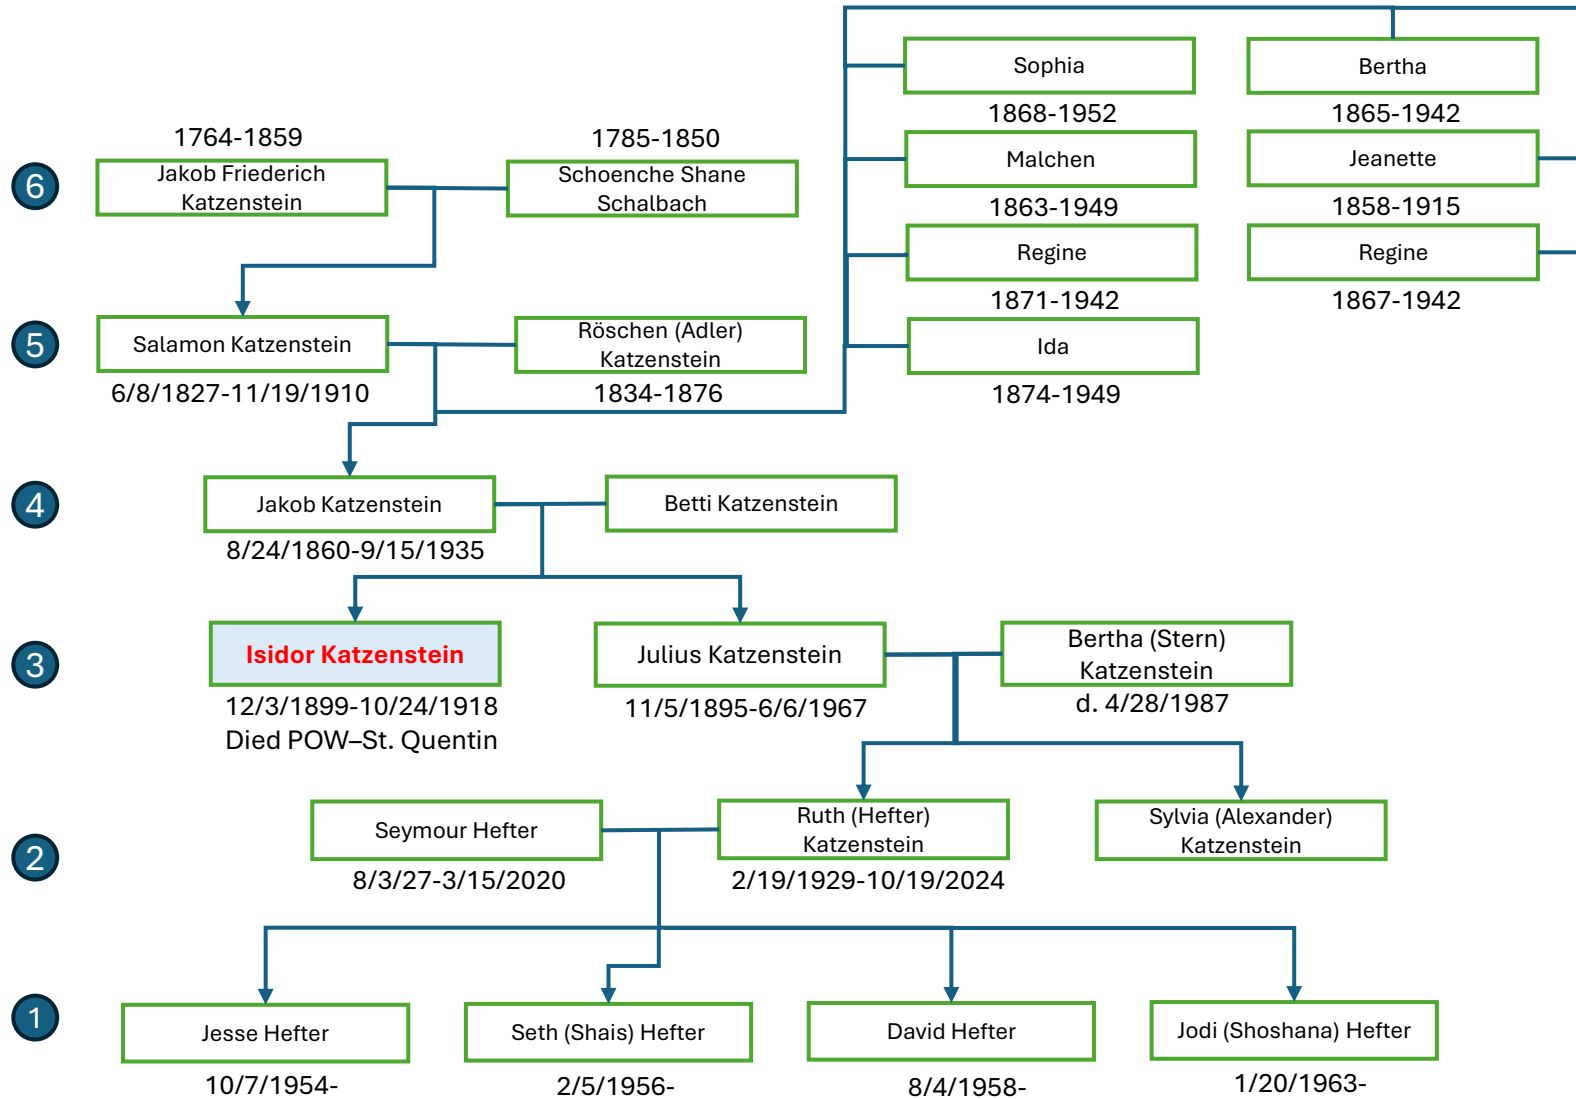 Sophia
1868-1952
Bertha
1865-1942
1764-1859
Jakob Friederich
Katzenstein
1785-1850
Schoenche Shane
Schalbach
Malchen
1863-1949
Jeanette
1858-1915
6
Regine
1871-1942
Regine
1867-1942
5
Salamon Katzenstein
6/8/1827-11/19/1910
Röschen (Adler)
Katzenstein
1834-1876
Ida
1874-1949
4
Jakob Katzenstein
8/24/1860-9/15/1935
Betti Katzenstein
3
Isidor Katzenstein
12/3/1899-10/24/1918
Died POW–St. Quentin
Julius Katzenstein
11/5/1895-6/6/1967
Bertha (Stern)
Katzenstein
d. 4/28/1987
2
Seymour Hefter
8/3/27-3/15/2020
Ruth (Hefter)
Katzenstein
2/19/1929-10/19/2024
Sylvia (Alexander)
Katzenstein
1
Jesse Hefter
10/7/1954-
Seth (Shais) Hefter
2/5/1956-
David Hefter
8/4/1958-
Jodi (Shoshana) Hefter
1/20/1963-